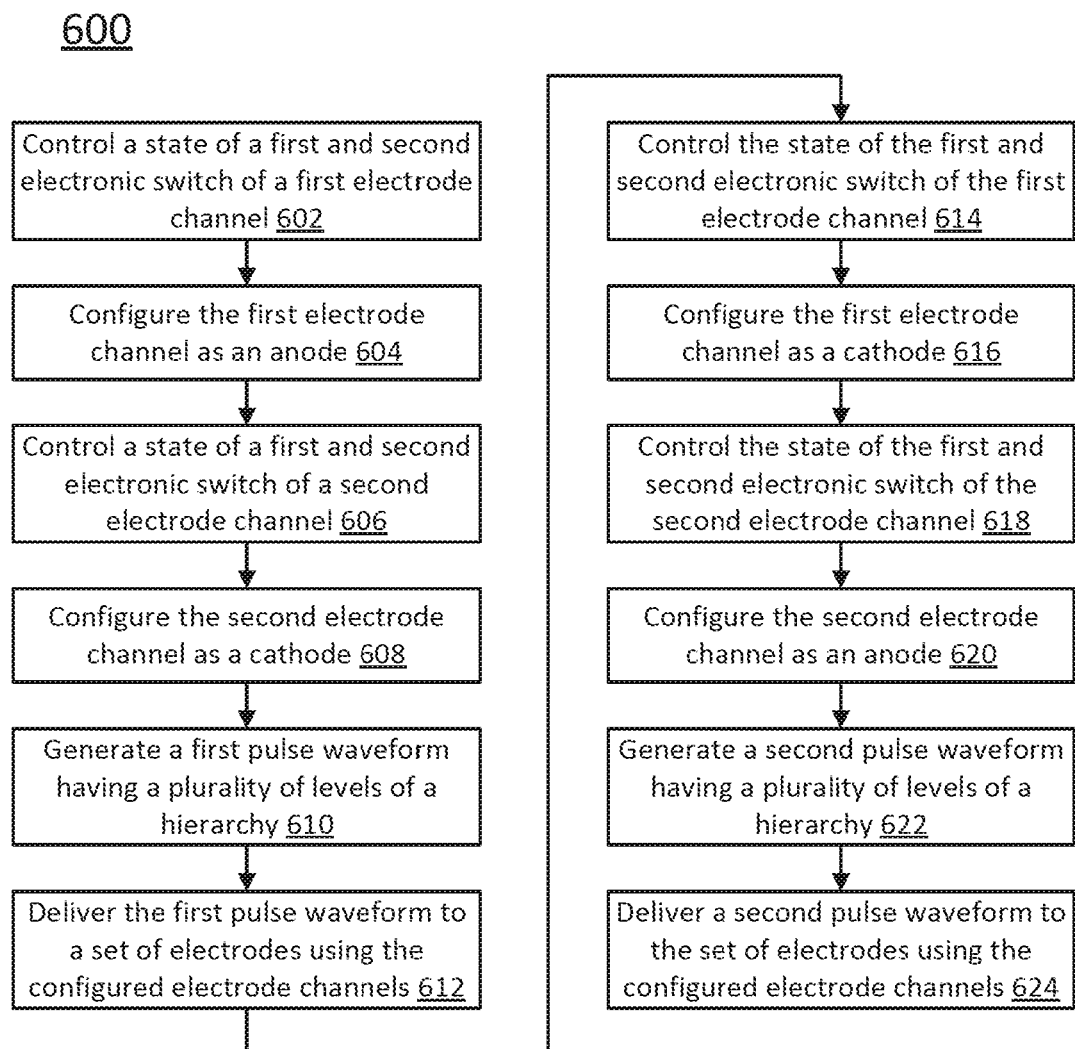 600
Control a state of a first and second
electronic switch of a first electrode
channel 602
Configure the first electrode
channel as an anode 604
Control a state of a first and second
electronic switch of a second
electrode channel 606
Configure the second electrode
channel as a cathode 608
Generate a first pulse waveform
having a plurality of levels of a
hierarchy 610
Deliver the first pulse waveform to
a set of electrodes using the
configured electrode channels 612
Control the state of the first and
second electronic switch of the first
electrode channel 614
Configure the first electrode
channel as a cathode 616
Control the state of the first and
second electronic switch of the
second electrode channel 618
Configure the second electrode
channel as an anode 620
Generate a second pulse waveform
having a plurality of levels of a
hierarchy 622
Deliver a second pulse waveform to
the set of electrodes using the
configured electrode channels 624